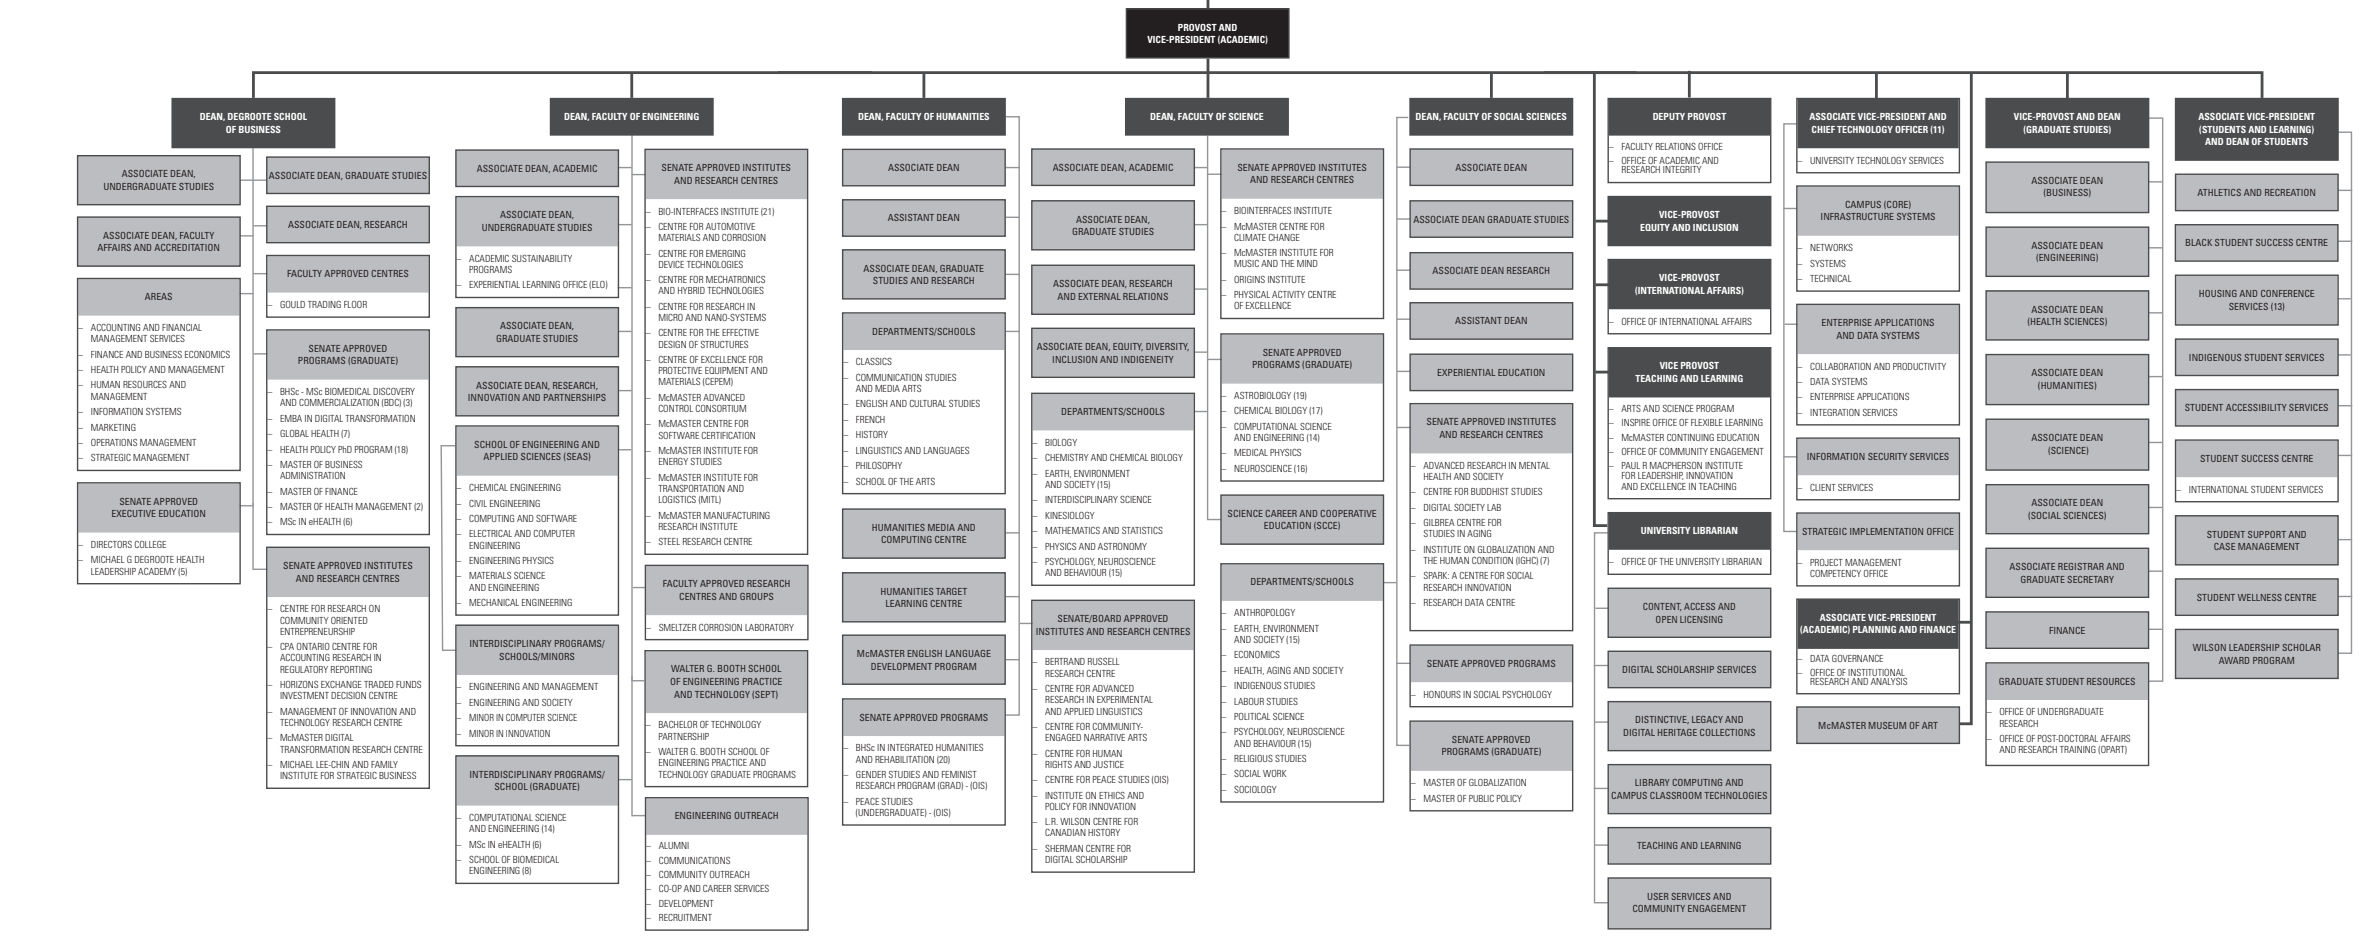 PROVOST AND
VICE-PRESIDENT (ACADEMIC)
DEAN, DEGROOTE SCHOOL
OF BUSINESS
ASSOCIATE DEAN,
UNDERGRADUATE STUDIES
ASSOCIATE DEAN, FACULTY
AFFAIRS AND ACCREDITATION
AREAS
– ACCOUNTING AND FINANCIAL
MANAGEMENT SERVICES
– FINANCE AND BUSINESS ECONOMICS
– HEALTH POLICY AND MANAGEMENT
– HUMAN RESOURCES AND
MANAGEMENT
– INFORMATION SYSTEMS
– MARKETING
– OPERATIONS MANAGEMENT
– STRATEGIC MANAGEMENT
SENATE APPROVED
EXECUTIVE EDUCATION
– DIRECTORS COLLEGE
– MICHAEL G DEGROOTE HEALTH
LEADERSHIP ACADEMY (5)
ASSOCIATE DEAN, GRADUATE STUDIES
ASSOCIATE DEAN, RESEARCH
FACULTY APPROVED CENTRES
– GOULD TRADING FLOOR
SENATE APPROVED
PROGRAMS (GRADUATE)
– BHSc - MSc BIOMEDICAL DISCOVERY
AND COMMERCIALIZATION (BDC) (3)
– EMBA IN DIGITAL TRANSFORMATION
– GLOBAL HEALTH (7)
– HEALTH POLICY PhD PROGRAM (18)
– MASTER OF BUSINESS
ADMINISTRATION
– MASTER OF FINANCE
– MASTER OF HEALTH MANAGEMENT (2)
– MSc IN eHEALTH (6)
SENATE APPROVED INSTITUTES
AND RESEARCH CENTRES
– CENTRE FOR RESEARCH ON
COMMUNITY ORIENTED
ENTREPRENEURSHIP
– CPA ONTARIO CENTRE FOR
ACCOUNTING RESEARCH IN
REGULATORY REPORTING
– HORIZONS EXCHANGE TRADED FUNDS
INVESTMENT DECISION CENTRE
– MANAGEMENT OF INNOVATION AND
TECHNOLOGY RESEARCH CENTRE
– McMASTER DIGITAL
TRANSFORMATION RESEARCH CENTRE
– MICHAEL LEE-CHIN AND FAMILY
INSTITUTE FOR STRATEGIC BUSINESS
DEAN, FACULTY OF ENGINEERING
ASSOCIATE DEAN, ACADEMIC
ASSOCIATE DEAN,
UNDERGRADUATE STUDIES
– ACADEMIC SUSTAINABILITY
PROGRAMS
– EXPERIENTIAL LEARNING OFFICE (ELO)
ASSOCIATE DEAN,
GRADUATE STUDIES
ASSOCIATE DEAN, RESEARCH,
INNOVATION AND PARTNERSHIPS
SCHOOL OF ENGINEERING AND
APPLIED SCIENCES (SEAS)
– CHEMICAL ENGINEERING
– CIVIL ENGINEERING
– COMPUTING AND SOFTWARE
– ELECTRICAL AND COMPUTER
ENGINEERING
– ENGINEERING PHYSICS
– MATERIALS SCIENCE
AND ENGINEERING
– MECHANICAL ENGINEERING
INTERDISCIPLINARY PROGRAMS/
SCHOOLS/MINORS
– ENGINEERING AND MANAGEMENT
– ENGINEERING AND SOCIETY
– MINOR IN COMPUTER SCIENCE
– MINOR IN INNOVATION
INTERDISCIPLINARY PROGRAMS/
SCHOOL (GRADUATE)
– COMPUTATIONAL SCIENCE
AND ENGINEERING (14)
– MSc IN eHEALTH (6)
– SCHOOL OF BIOMEDICAL
ENGINEERING (8)
SENATE APPROVED INSTITUTES
AND RESEARCH CENTRES
– BIO-INTERFACES INSTITUTE (21)
– CENTRE FOR AUTOMOTIVE
MATERIALS AND CORROSION
– CENTRE FOR EMERGING
DEVICE TECHNOLOGIES
– CENTRE FOR MECHATRONICS
AND HYBRID TECHNOLOGIES
– CENTRE FOR RESEARCH IN
MICRO AND NANO-SYSTEMS
– CENTRE FOR THE EFFECTIVE
DESIGN OF STRUCTURES
– CENTRE OF EXCELLENCE FOR
PROTECTIVE EQUIPMENT AND
MATERIALS (CEPEM)
– McMASTER ADVANCED
CONTROL CONSORTIUM
– McMASTER CENTRE FOR
SOFTWARE CERTIFICATION
– McMASTER INSTITUTE FOR
ENERGY STUDIES
– McMASTER INSTITUTE FOR
TRANSPORTATION AND
LOGISTICS (MITL)
– McMASTER MANUFACTURING
RESEARCH INSTITUTE
– STEEL RESEARCH CENTRE
FACULTY APPROVED RESEARCH
CENTRES AND GROUPS
– SMELTZER CORROSION LABORATORY
WALTER G. BOOTH SCHOOL
OF ENGINEERING PRACTICE
AND TECHNOLOGY (SEPT)
– BACHELOR OF TECHNOLOGY
PARTNERSHIP
– WALTER G. BOOTH SCHOOL OF
ENGINEERING PRACTICE AND
TECHNOLOGY GRADUATE PROGRAMS
ENGINEERING OUTREACH
– ALUMNI
– COMMUNICATIONS
– COMMUNITY OUTREACH
– CO-OP AND CAREER SERVICES
– DEVELOPMENT
– RECRUITMENT
DEAN, FACULTY OF HUMANITIES
ASSOCIATE DEAN
ASSISTANT DEAN
ASSOCIATE DEAN, GRADUATE
STUDIES AND RESEARCH
DEPARTMENTS/SCHOOLS
– CLASSICS
– COMMUNICATION STUDIES
AND MEDIA ARTS
– ENGLISH AND CULTURAL STUDIES
– FRENCH
– HISTORY
– LINGUISTICS AND LANGUAGES
– PHILOSOPHY
– SCHOOL OF THE ARTS
HUMANITIES MEDIA AND
COMPUTING CENTRE
HUMANITIES TARGET
LEARNING CENTRE
McMASTER ENGLISH LANGUAGE
DEVELOPMENT PROGRAM
SENATE APPROVED PROGRAMS
– BHSc IN INTEGRATED HUMANITIES
AND REHABILITATION (20)
– GENDER STUDIES AND FEMINIST
RESEARCH PROGRAM (GRAD) - (OIS)
– PEACE STUDIES
(UNDERGRADUATE) - (OIS)
DEAN, FACULTY OF SCIENCE
ASSOCIATE DEAN, ACADEMIC
ASSOCIATE DEAN,
GRADUATE STUDIES
ASSOCIATE DEAN, RESEARCH
AND EXTERNAL RELATIONS
ASSOCIATE DEAN, EQUITY, DIVERSITY,
INCLUSION AND INDIGENEITY
DEPARTMENTS/SCHOOLS
– BIOLOGY
– CHEMISTRY AND CHEMICAL BIOLOGY
– EARTH, ENVIRONMENT
AND SOCIETY (15)
– INTERDISCIPLINARY SCIENCE
– KINESIOLOGY
– MATHEMATICS AND STATISTICS
– PHYSICS AND ASTRONOMY
– PSYCHOLOGY, NEUROSCIENCE
AND BEHAVIOUR (15)
SENATE/BOARD APPROVED
INSTITUTES AND RESEARCH CENTRES
– BERTRAND RUSSELL
RESEARCH CENTRE
– CENTRE FOR ADVANCED
RESEARCH IN EXPERIMENTAL
AND APPLIED LINGUISTICS
– CENTRE FOR COMMUNITY-
ENGAGED NARRATIVE ARTS
– CENTRE FOR HUMAN
RIGHTS AND JUSTICE
– CENTRE FOR PEACE STUDIES (OIS)
– INSTITUTE ON ETHICS AND
POLICY FOR INNOVATION
– L.R. WILSON CENTRE FOR
CANADIAN HISTORY
– SHERMAN CENTRE FOR
DIGITAL SCHOLARSHIP
SENATE APPROVED INSTITUTES
AND RESEARCH CENTRES
– BIOINTERFACES INSTITUTE
– McMASTER CENTRE FOR
CLIMATE CHANGE
– McMASTER INSTITUTE FOR
MUSIC AND THE MIND
– ORIGINS INSTITUTE
– PHYSICAL ACTIVITY CENTRE
OF EXCELLENCE
SENATE APPROVED
PROGRAMS (GRADUATE)
– ASTROBIOLOGY (19)
– CHEMICAL BIOLOGY (17)
– COMPUTATIONAL SCIENCE
AND ENGINEERING (14)
– MEDICAL PHYSICS
– NEUROSCIENCE (16)
SCIENCE CAREER AND COOPERATIVE
EDUCATION (SCCE)
DEPARTMENTS/SCHOOLS
– ANTHROPOLOGY
– EARTH, ENVIRONMENT
AND SOCIETY (15)
– ECONOMICS
– HEALTH, AGING AND SOCIETY
– INDIGENOUS STUDIES
– LABOUR STUDIES
– POLITICAL SCIENCE
– PSYCHOLOGY, NEUROSCIENCE
AND BEHAVIOUR (15)
– RELIGIOUS STUDIES
– SOCIAL WORK
– SOCIOLOGY
DEAN, FACULTY OF SOCIAL SCIENCES
ASSOCIATE DEAN
ASSOCIATE DEAN GRADUATE STUDIES
ASSOCIATE DEAN RESEARCH
ASSISTANT DEAN
EXPERIENTIAL EDUCATION
SENATE APPROVED INSTITUTES
AND RESEARCH CENTRES
– ADVANCED RESEARCH IN MENTAL
HEALTH AND SOCIETY
– CENTRE FOR BUDDHIST STUDIES
– DIGITAL SOCIETY LAB
– GILBREA CENTRE FOR
STUDIES IN AGING
– INSTITUTE ON GLOBALIZATION AND
THE HUMAN CONDITION (IGHC) (7)
– SPARK: A CENTRE FOR SOCIAL
RESEARCH INNOVATION
– RESEARCH DATA CENTRE
SENATE APPROVED PROGRAMS
– HONOURS IN SOCIAL PSYCHOLOGY
SENATE APPROVED
PROGRAMS (GRADUATE)
– MASTER OF GLOBALIZATION
– MASTER OF PUBLIC POLICY
DEPUTY PROVOST
– FACULTY RELATIONS OFFICE
– OFFICE OF ACADEMIC AND
RESEARCH INTEGRITY
VICE-PROVOST
EQUITY AND INCLUSION
VICE-PROVOST
(INTERNATIONAL AFFAIRS)
– OFFICE OF INTERNATIONAL AFFAIRS
VICE PROVOST
TEACHING AND LEARNING
– ARTS AND SCIENCE PROGRAM
– INSPIRE OFFICE OF FLEXIBLE LEARNING
– McMASTER CONTINUING EDUCATION
– OFFICE OF COMMUNITY ENGAGEMENT
– PAUL R MACPHERSON INSTITUTE
FOR LEADERSHIP, INNOVATION
AND EXCELLENCE IN TEACHING
UNIVERSITY LIBRARIAN
– OFFICE OF THE UNIVERSITY LIBRARIAN
CONTENT, ACCESS AND
OPEN LICENSING
DIGITAL SCHOLARSHIP SERVICES
DISTINCTIVE, LEGACY AND
DIGITAL HERITAGE COLLECTIONS
LIBRARY COMPUTING AND
CAMPUS CLASSROOM TECHNOLOGIES
TEACHING AND LEARNING
USER SERVICES AND
COMMUNITY ENGAGEMENT
ASSOCIATE VICE-PRESIDENT AND
CHIEF TECHNOLOGY OFFICER (11)
– UNIVERSITY TECHNOLOGY SERVICES
CAMPUS (CORE)
INFRASTRUCTURE SYSTEMS
– NETWORKS
– SYSTEMS
– TECHNICAL
ENTERPRISE APPLICATIONS
AND DATA SYSTEMS
– COLLABORATION AND PRODUCTIVITY
– DATA SYSTEMS
– ENTERPRISE APPLICATIONS
– INTEGRATION SERVICES
INFORMATION SECURITY SERVICES
– CLIENT SERVICES
STRATEGIC IMPLEMENTATION OFFICE
– PROJECT MANAGEMENT
COMPETENCY OFFICE
ASSOCIATE VICE-PRESIDENT
(ACADEMIC) PLANNING AND FINANCE
– DATA GOVERNANCE
– OFFICE OF INSTITUTIONAL
RESEARCH AND ANALYSIS
McMASTER MUSEUM OF ART
VICE-PROVOST AND DEAN
(GRADUATE STUDIES)
ASSOCIATE DEAN
(BUSINESS)
ASSOCIATE DEAN
(ENGINEERING)
ASSOCIATE DEAN
(HEALTH SCIENCES)
ASSOCIATE DEAN
(HUMANITIES)
ASSOCIATE DEAN
(SCIENCE)
ASSOCIATE DEAN
(SOCIAL SCIENCES)
ASSOCIATE REGISTRAR AND
GRADUATE SECRETARY
FINANCE
GRADUATE STUDENT RESOURCES
– OFFICE OF UNDERGRADUATE
RESEARCH
– OFFICE OF POST-DOCTORAL AFFAIRS
AND RESEARCH TRAINING (OPART)
ASSOCIATE VICE-PRESIDENT
(STUDENTS AND LEARNING)
AND DEAN OF STUDENTS
ATHLETICS AND RECREATION
BLACK STUDENT SUCCESS CENTRE
HOUSING AND CONFERENCE
SERVICES (13)
INDIGENOUS STUDENT SERVICES
STUDENT ACCESSIBILITY SERVICES
STUDENT SUCCESS CENTRE
– INTERNATIONAL STUDENT SERVICES
STUDENT SUPPORT AND
CASE MANAGEMENT
STUDENT WELLNESS CENTRE
WILSON LEADERSHIP SCHOLAR
AWARD PROGRAM